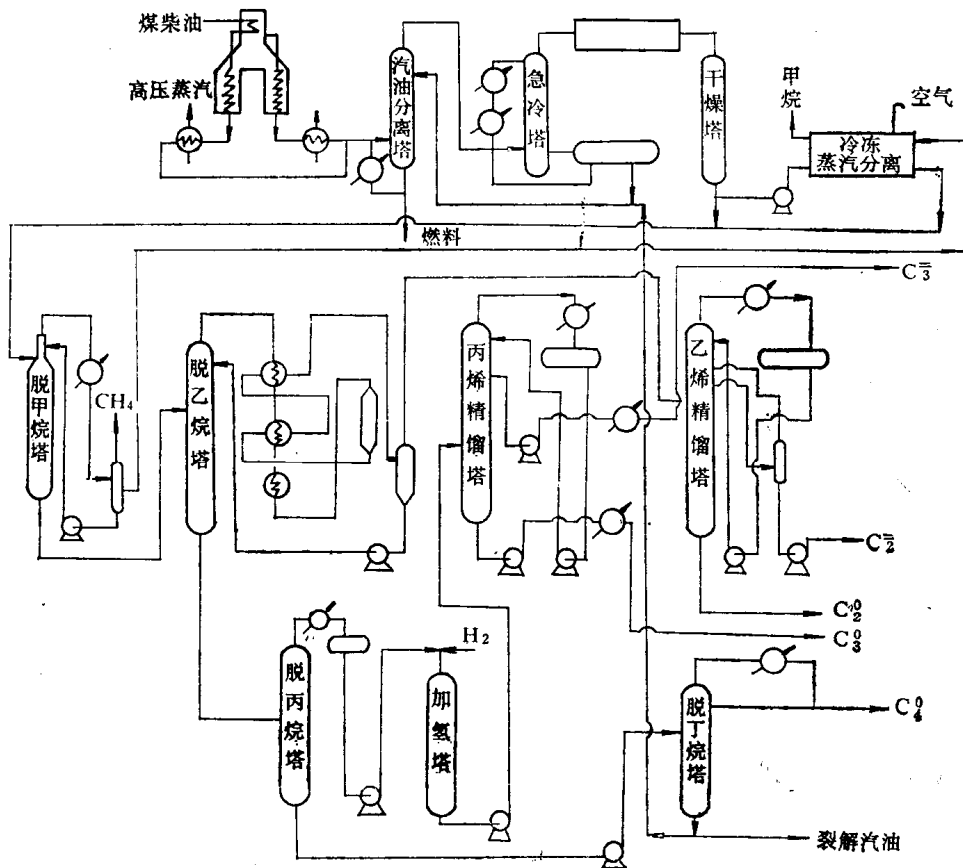 煤柴油
高压蒸汽
汽油分离塔
急冷塔
干燥塔
甲烷
空气
冷冻
蒸汽分离
燃料
C₃⁼
脱甲烷塔
CH₄
脱乙烷塔
丙烯精馏塔
乙烯精馏塔
C₂⁼
C₂⁰
C₃⁰
脱丙烷塔
H₂
加氢塔
脱丁烷塔
C₄⁰
裂解汽油